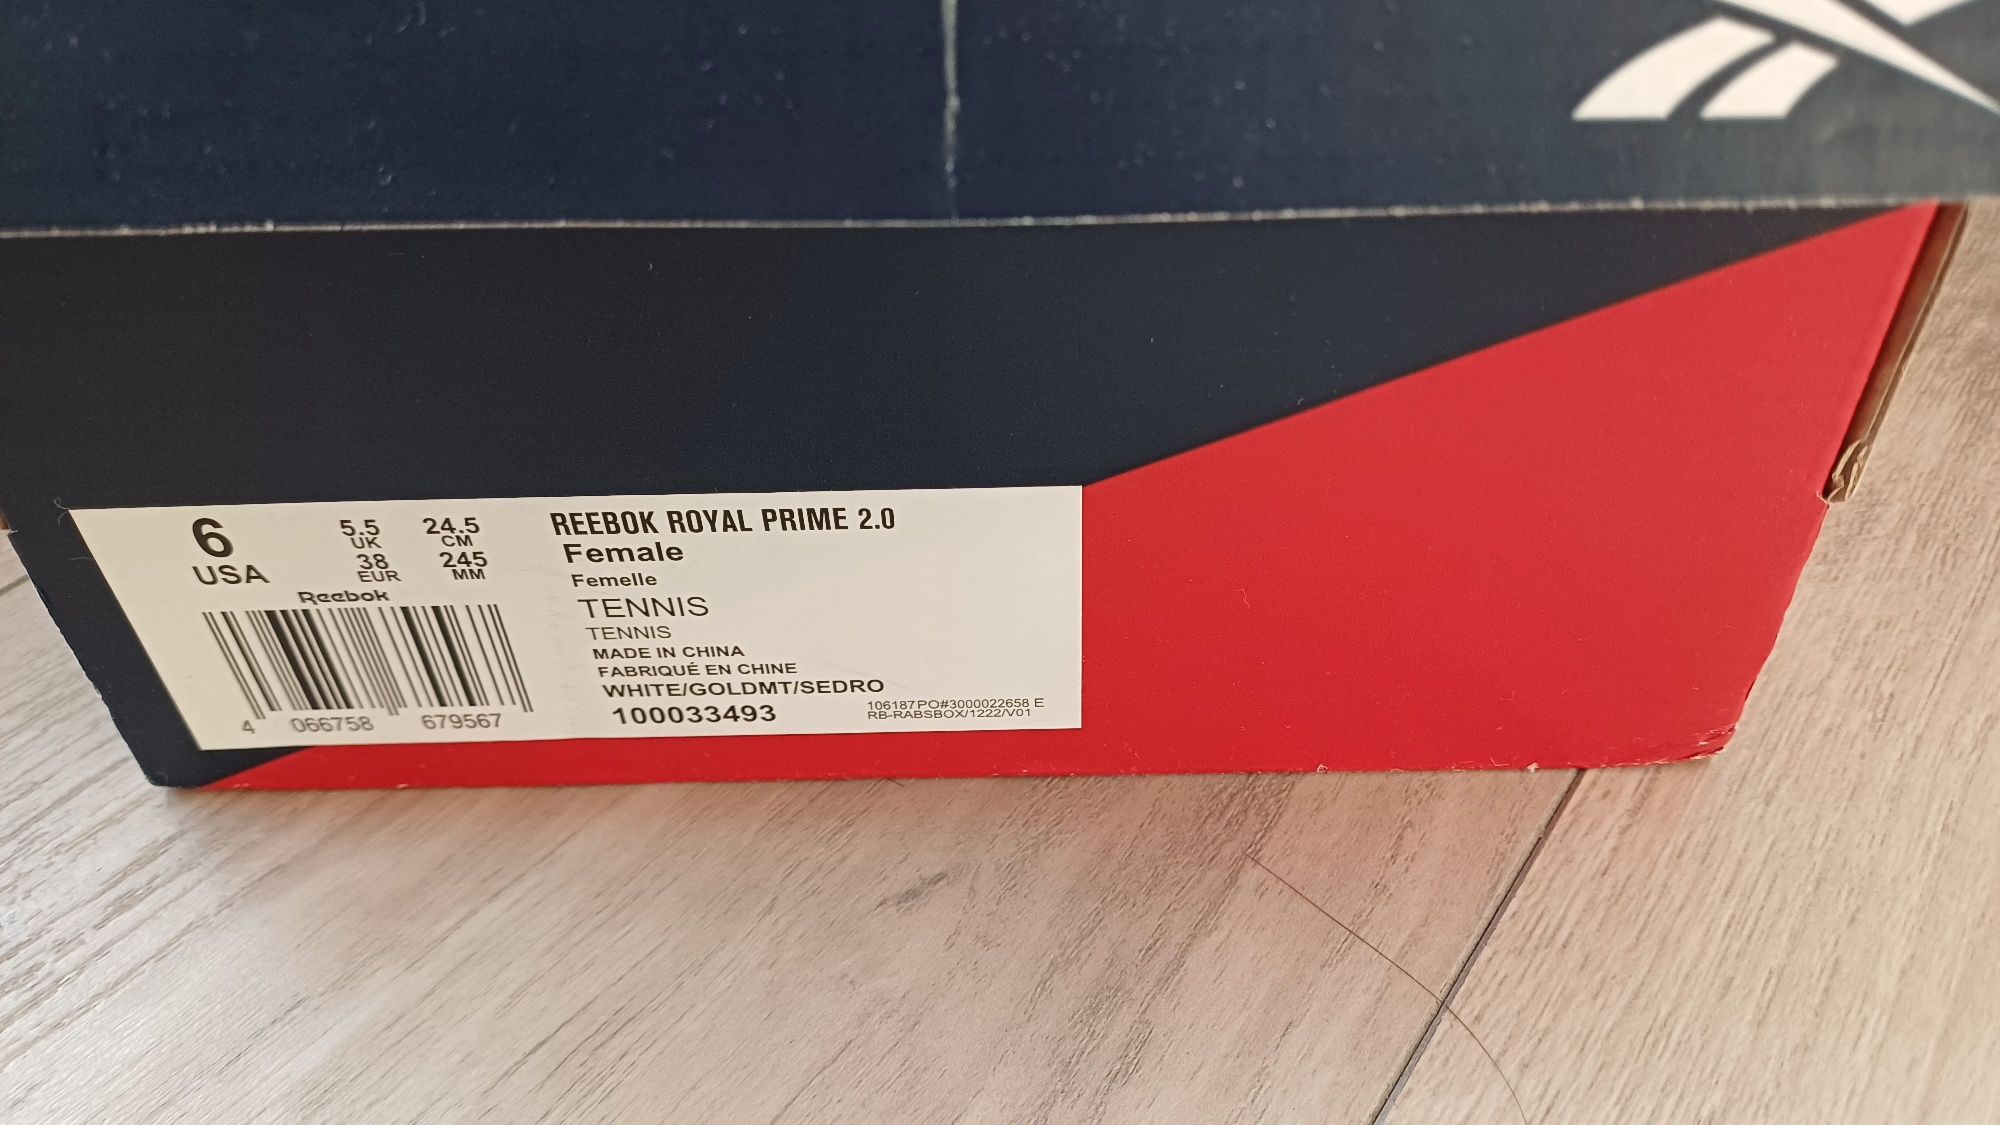 6
USA
5.5
UK
38
EUR
24.5
CM
245
MM
Reebok
4 066758 679567
REEBOK ROYAL PRIME 2.0
Female
Femelle
TENNIS
TENNIS
MADE IN CHINA
FABRIQUÉ EN CHINE
WHITE/GOLDMT/SEDRO
100033493
106187 PO#3000022658 E
RB-RABSBOX/1222/V01